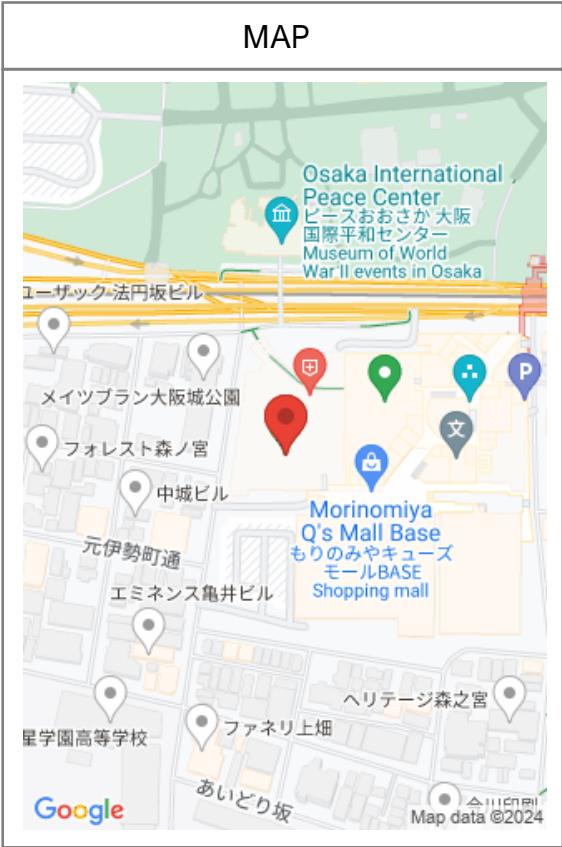 MAP
Osaka International
Peace Center
ピースおおさか 大阪
国際平和センター
Museum of World
War II events in Osaka
ューザック 法円坂ビル
メイツブラン大阪城公園
P
文
フォレスト森ノ宮
中城ビル
Morinomiya
Q's Mall Base
もりのみやキューズ
モールBASE
Shopping mall
元伊勢町通
エミネンス亀井ビル
ヘリテージ森之宮
星学園高等学校
ファネリ上畑
あいどり坂
Google
Map data ©2024